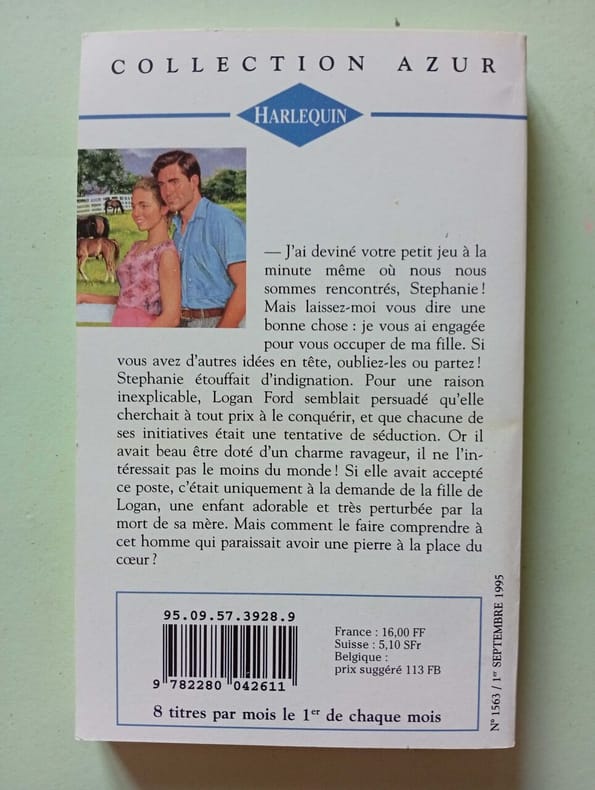 COLLECTION AZUR
HARLEQUIN
— J'ai deviné votre petit jeu à la
minute même où nous nous
sommes rencontrés, Stephanie !
Mais laissez-moi vous dire une
bonne chose : je vous ai engagée
pour vous occuper de ma fille. Si
vous avez d'autres idées en tête, oubliez-les ou partez !
Stephanie étouffait d'indignation. Pour une raison
inexplicable, Logan Ford semblait persuadé qu'elle
cherchait à tout prix à le conquérir, et que chacune de
ses initiatives était une tentative de séduction. Or il
avait beau être doté d'un charme ravageur, il ne l'in-
téressait pas le moins du monde ! Si elle avait accepté
ce poste, c'était uniquement à la demande de la fille de
Logan, une enfant adorable et très perturbée par la
mort de sa mère. Mais comment le faire comprendre à
cet homme qui paraissait avoir une pierre à la place du
cœur ?
95.09.57.3928.9
9 782280 042611
France : 16,00 FF
Suisse : 5,10 SFr
Belgique :
prix suggéré 113 FB
8 titres par mois le 1er de chaque mois
N° 1563 / 1er SEPTEMBRE 1995